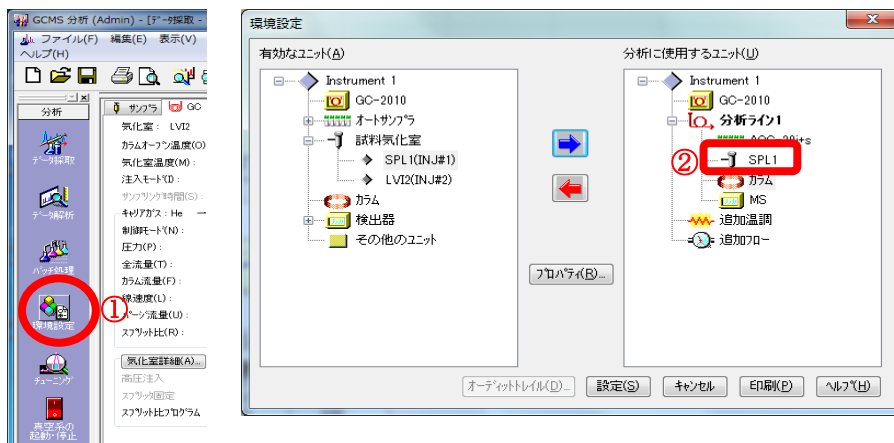 GCMS 分析 (Admin) - [ﾃﾞｰﾀ採取 -
ファイル(F) 編集(E) 表示(V)
ヘルプ(H)
分析
ｻﾝﾌﾟﾗ GC
データ採取
データ解析
バッチ処理
環境設定
チューニング
真空系の
起動・停止
気化室： LVI2
ｶﾗﾑｵｰﾌﾞﾝ温度(O)
気化室温度(M)：
注入ﾓｰﾄﾞ(I)：
ｻﾝﾌﾟﾘﾝｸﾞ時間(S)：
ｷｬﾘｱｶﾞｽ：He
制御ﾓｰﾄﾞ(N)：
圧力(P)：
全流量(T)：
ｶﾗﾑ流量(F)：
線速度(L)：
ﾊﾟｰｼﾞ流量(U)：
ｽﾌﾟﾘｯﾄ比(R)：
気化室詳細(A)...
高圧注入
ｽﾌﾟﾘｯﾀ固定
ｽﾌﾟﾘｯﾄ比ﾌﾟﾛｸﾞﾗﾑ
①
環境設定
有効なﾕﾆｯﾄ(A)
Instrument 1
GC-2010
ｵｰﾄｻﾝﾌﾟﾗ
試料気化室
SPL1(INJ#1)
LVI2(INJ#2)
ｶﾗﾑ
検出器
その他のﾕﾆｯﾄ
ﾌﾟﾛﾊﾟﾃｨ(R)...
分析に使用するﾕﾆｯﾄ(U)
Instrument 1
GC-2010
分析ﾗｲﾝ1
AOC-20i+s
② SPL1
ｶﾗﾑ
MS
追加温調
追加ﾌﾛｰ
ｵｰﾃﾞｨｯﾄﾄﾚｲﾙ(D)... 設定(S) ｷｬﾝｾﾙ 印刷(P) ﾍﾙﾌﾟ(H)